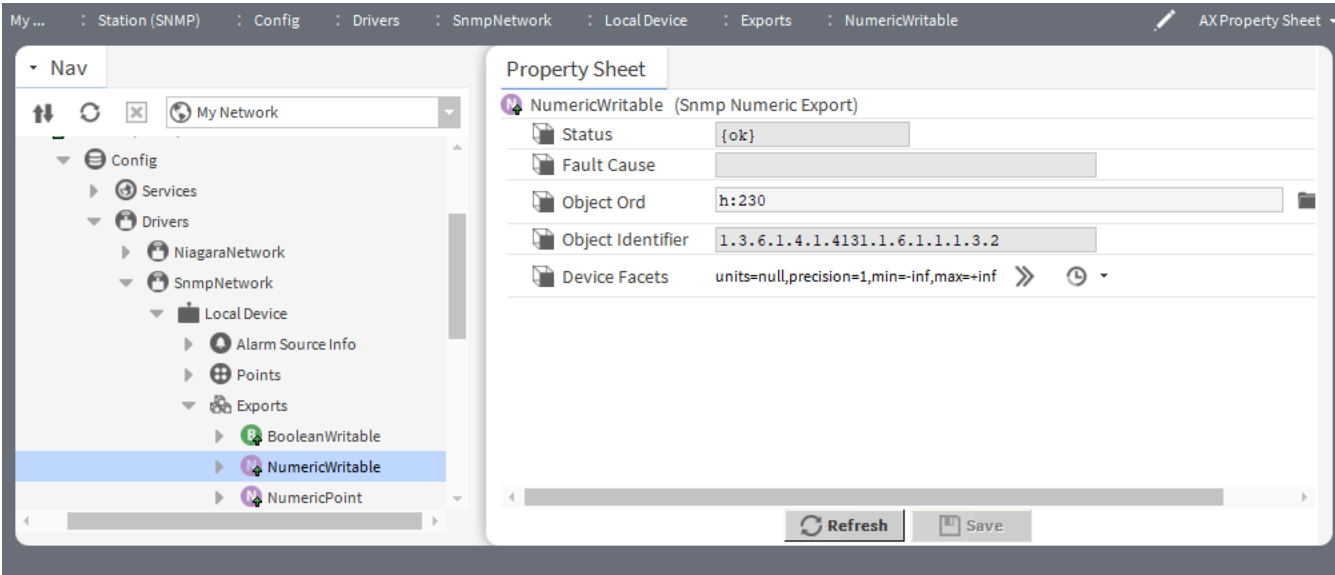 My ... : Station (SNMP) : Config : Drivers : SnmpNetwork : Local Device : Exports : NumericWritable AX Property Sheet
Nav
My Network
Config
Services
Drivers
NiagaraNetwork
SnmpNetwork
Local Device
Alarm Source Info
Points
Exports
B BooleanWritable
N NumericWritable
N NumericPoint
Property Sheet
N NumericWritable (Snmp Numeric Export)
Status {ok}
Fault Cause
Object Ord h:230
Object Identifier 1.3.6.1.4.1.4131.1.6.1.1.1.3.2
Device Facets units=null,precision=1,min=-inf,max=+inf
Refresh Save